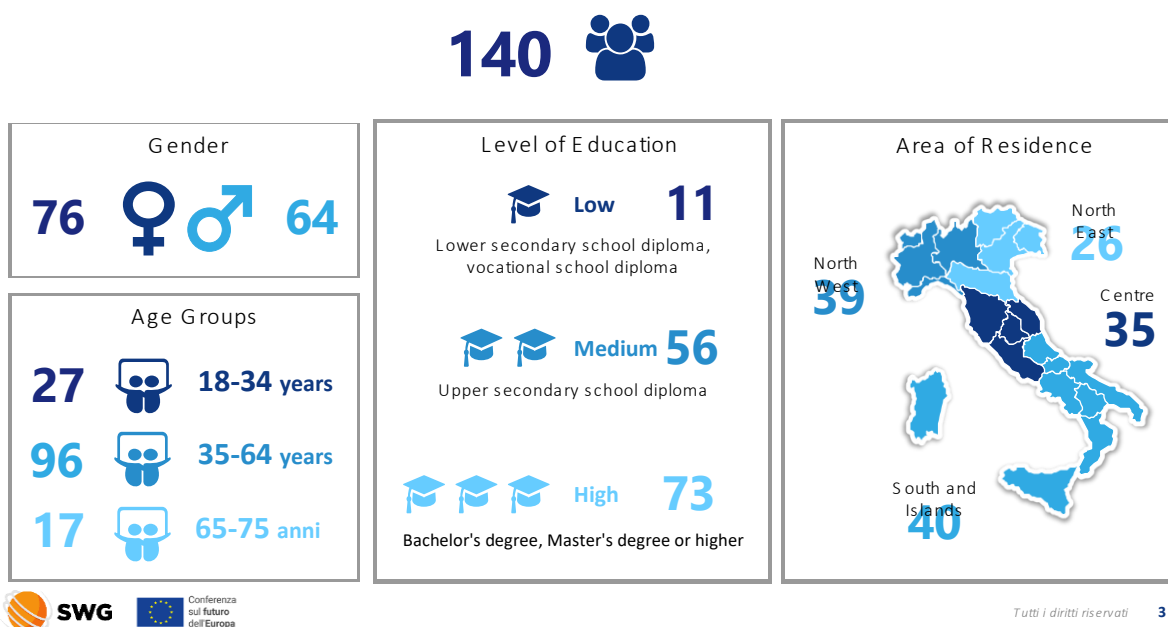 140
Gender
76
64
Age Groups
27
18-34 years
96
35-64 years
17
65-75 anni
Level of Education
Low 11
Lower secondary school diploma,
vocational school diploma
Medium 56
Upper secondary school diploma
High 73
Bachelor's degree, Master's degree or higher
Area of Residence
North
East
26
North
West
39
Centre
35
South and
Islands
40
SWG
Conferenza
sul futuro
dell'Europa
Tutti i diritti riservati 3